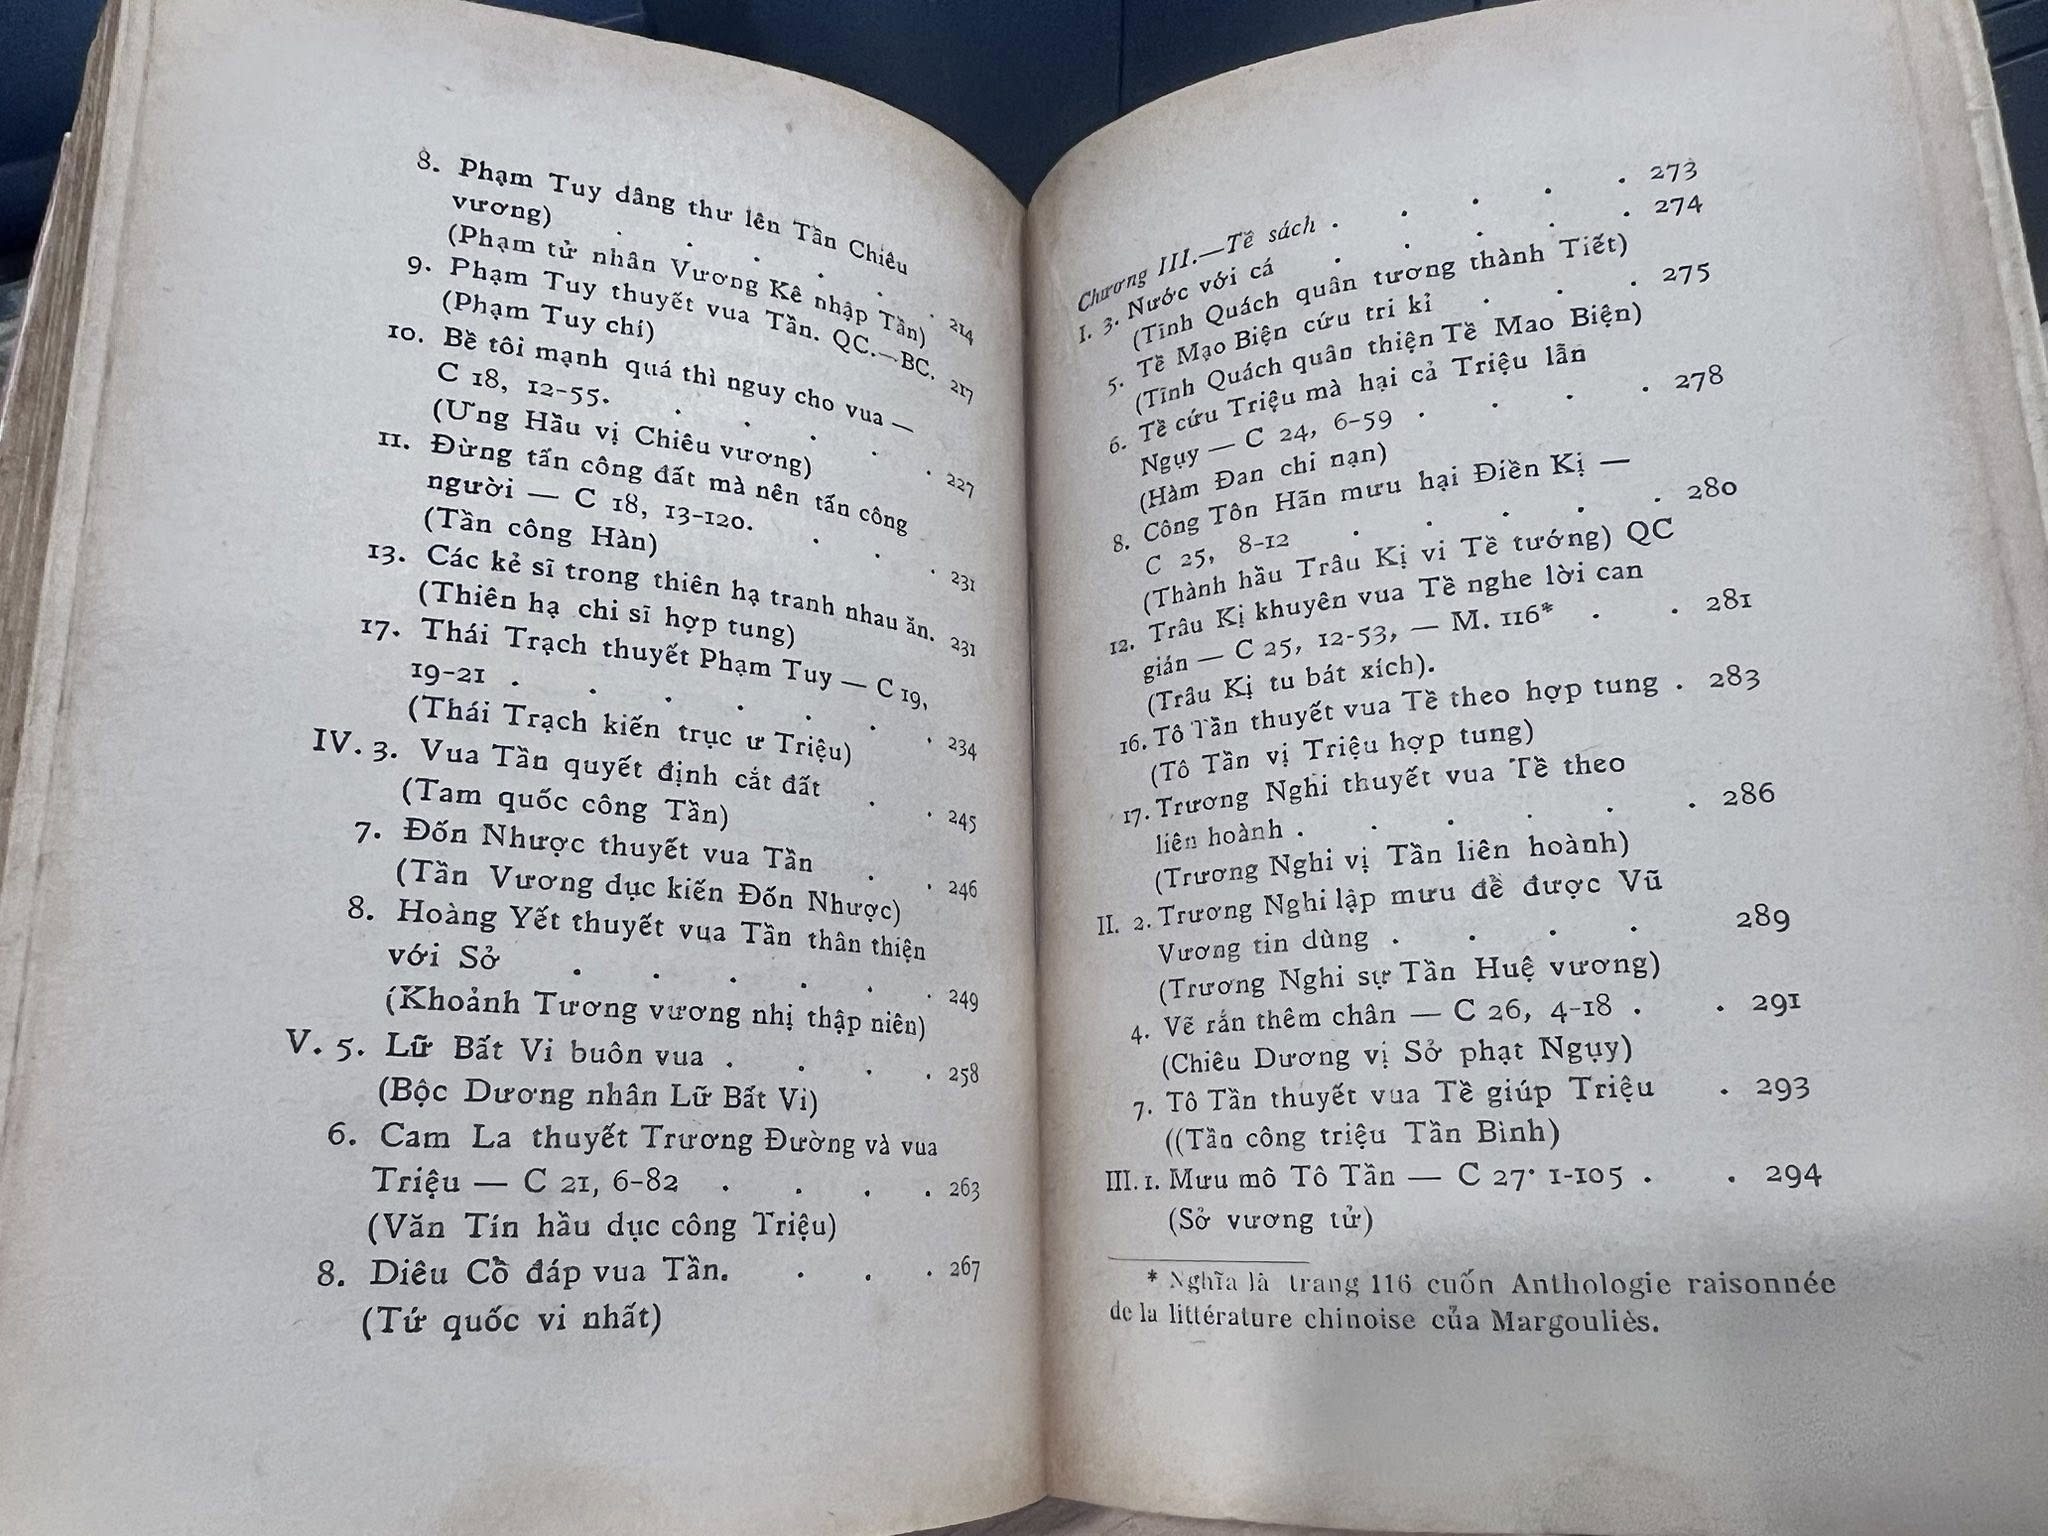 8. Phạm Tuy dâng thư lên Tần Chiêu
vương) . . . . . . 214
(Phạm tử nhân Vương Kê nhập Tần)
9. Phạm Tuy thuyết vua Tần. QC.—BC. 217
(Phạm Tuy chí)
10. Bề tôi mạnh quá thì nguy cho vua —
C 18, 12-55. . . . . . 227
(Ưng Hầu vị Chiêu vương)
11. Đừng tấn công đất mà nên tấn công
người — C 18, 13-120. . . . 231
(Tần công Hàn)
13. Các kẻ sĩ trong thiên hạ tranh nhau ăn. 231
(Thiên hạ chi sĩ hợp tung)
17. Thái Trạch thuyết Phạm Tuy — C 19,
19-21 . . . . . . . 234
(Thái Trạch kiến trục ư Triệu)
IV. 3. Vua Tần quyết định cắt đất . . 245
(Tam quốc công Tần)
7. Đốn Nhược thuyết vua Tần . . 246
(Tần Vương dục kiến Đốn Nhược)
8. Hoàng Yết thuyết vua Tần thân thiện
với Sở . . . . . . 249
(Khoảnh Tương vương nhị thập niên)
V. 5. Lữ Bất Vi buôn vua . . . . 258
(Bộc Dương nhân Lữ Bất Vi)
6. Cam La thuyết Trương Đường và vua
Triệu — C 21, 6-82 . . . . 263
(Văn Tín hầu dục công Triệu)
8. Diêu Cồ đáp vua Tần. . . . 267
(Tứ quốc vi nhất)
Chương III.—Tề sách . . . . . 273
I. 3. Nước với cá . . . . . 274
(Tĩnh Quách quân tương thành Tiết)
5. Tề Mạo Biện cứu tri kỉ . . . 275
(Tĩnh Quách quân thiện Tề Mao Biện)
6. Tề cứu Triệu mà hại cả Triệu lẫn
Ngụy — C 24, 6-59 . . . . 278
(Hàm Đan chi nạn)
8. Công Tôn Hãn mưu hại Điền Kị —
C 25, 8-12 . . . . . 280
(Thành hầu Trâu Kị vi Tề tướng) QC
12. Trâu Kị khuyên vua Tề nghe lời can
gián — C 25, 12-53, — M. 116* . . 281
(Trâu Kị tu bát xích).
16. Tô Tần thuyết vua Tề theo hợp tung . 283
(Tô Tần vị Triệu hợp tung)
17. Trương Nghi thuyết vua Tề theo
liên hoành . . . . . . 286
(Trương Nghi vị Tần liên hoành)
II. 2. Trương Nghi lập mưu để được Vũ
Vương tin dùng . . . . 289
(Trương Nghi sự Tần Huệ vương)
4. Vẽ rắn thêm chân — C 26, 4-18 . . 291
(Chiêu Dương vị Sở phạt Ngụy)
7. Tô Tần thuyết vua Tề giúp Triệu . 293
((Tần công triệu Tần Bình)
III. 1. Mưu mô Tô Tần — C 27· 1-105 . . 294
(Sở vương tử)
* Nghĩa là trang 116 cuốn Anthologie raisonnée
de la littérature chinoise của Margouliès.